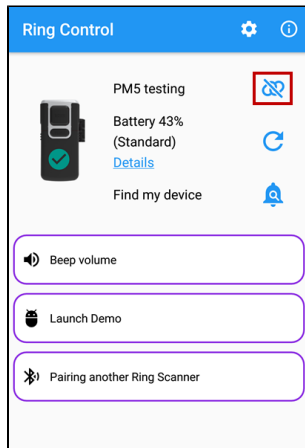 Ring Control
PM5 testing
Battery 43%
(Standard)
Details
Find my device
Beep volume
Launch Demo
Pairing another Ring Scanner